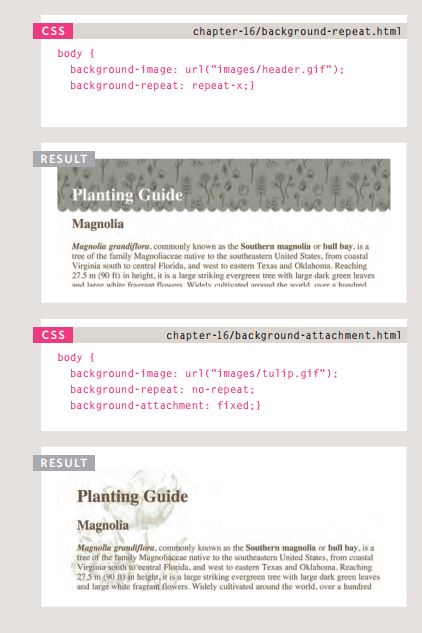 CSS
chapter-16/background-repeat.html
body {
background-image: url("images/header.gif");
background-repeat: repeat-x;}
RESULT
Planting Guide
Magnolia
Magnolia grandiflora, commonly known as the Southern magnolia or bull bay, is a
tree of the family Magnoliaceae native to the southeastern United States, from coastal
Virginia south to central Florida, and west to eastern Texas and Oklahoma. Reaching
27.5 m (90 ft) in height, it is a large striking evergreen tree with large dark green leaves
and large white fragrant flowers. Widely cultivated around the world, over a hundred
CSS
chapter-16/background-attachment.html
body {
background-image: url("images/tulip.gif");
background-repeat: no-repeat;
background-attachment: fixed;}
RESULT
Planting Guide
Magnolia
Magnolia grandiflora, commonly known as the Southern magnolia or bull bay, is a
tree of the family Magnoliaceae native to the southeastern United States, from coastal
Virginia south to central Florida, and west to eastern Texas and Oklahoma. Reaching
27.5 m (90 ft) in height, it is a large striking evergreen tree with large dark green leaves
and large white fragrant flowers. Widely cultivated around the world, over a hundred